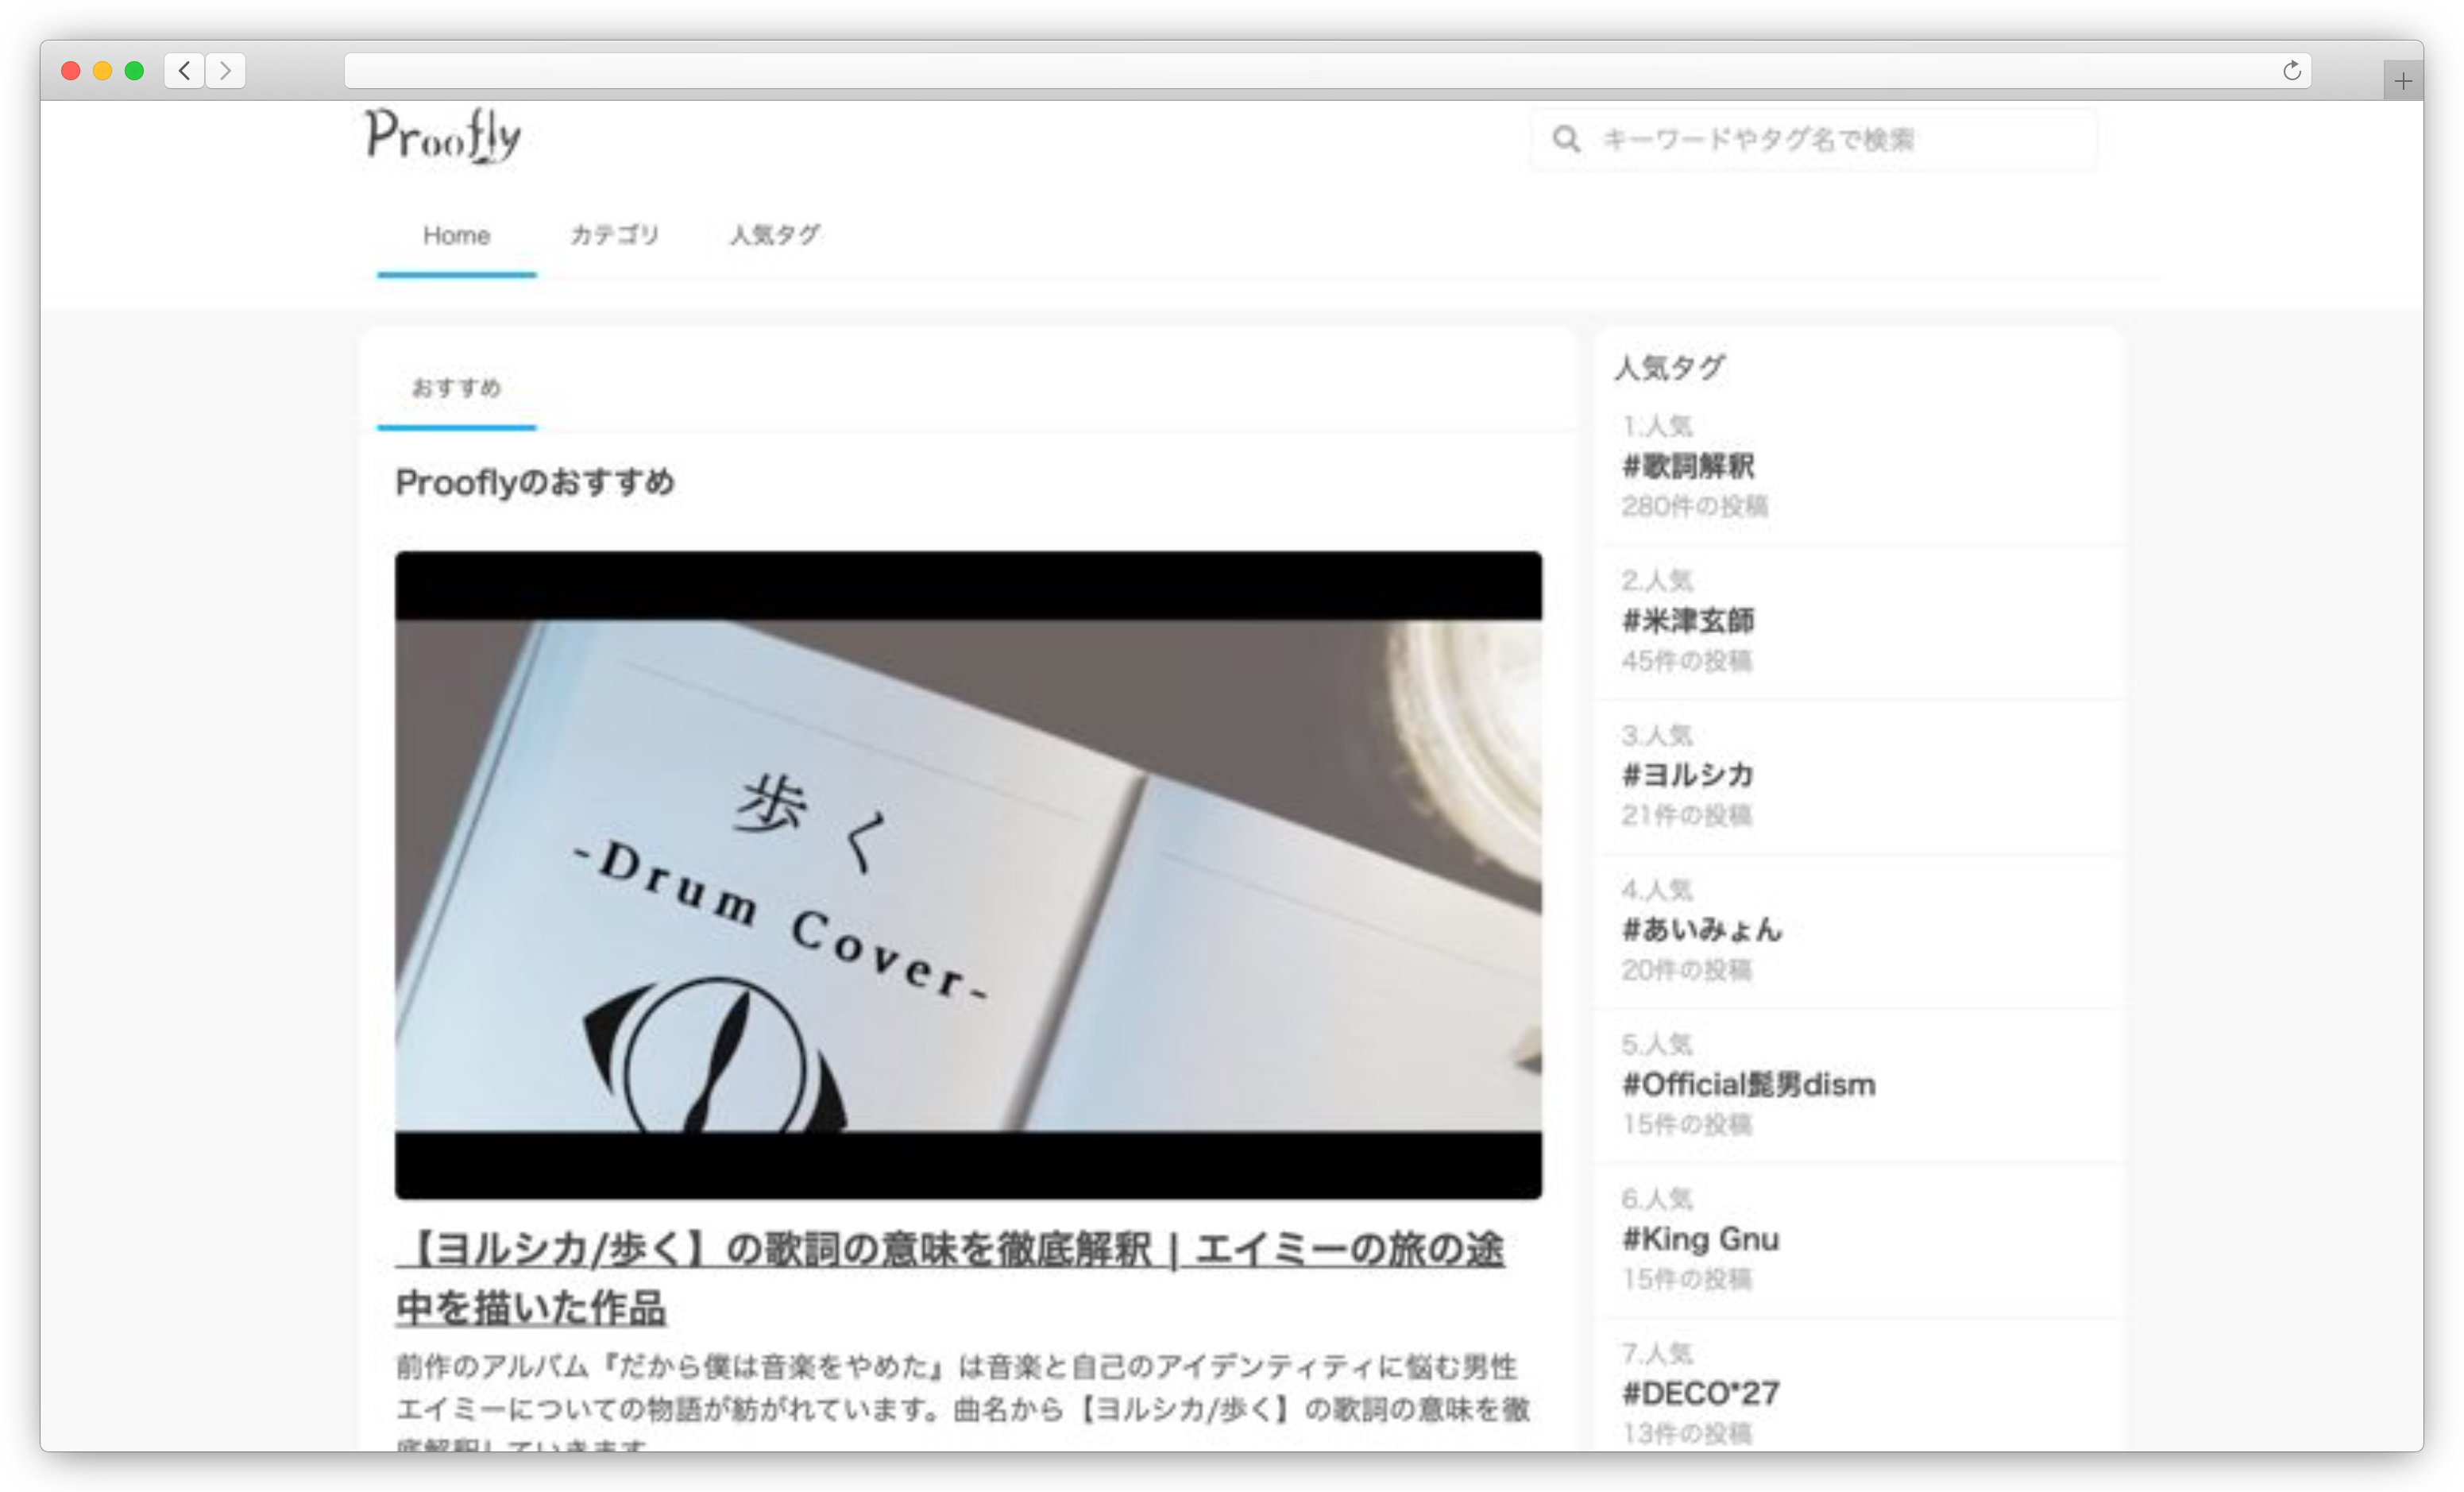 Proofly
キーワードやタグ名で検索
Home
カテゴリ
人気タグ
おすすめ
Prooflyのおすすめ
歩く
-Drum Cover-
【ヨルシカ/歩く】の歌詞の意味を徹底解釈 | エイミーの旅の途
中を描いた作品
前作のアルバム『だから僕は音楽をやめた』は音楽と自己のアイデンティティに悩む男性
エイミーについての物語が紡がれています。曲名から【ヨルシカ/歩く】の歌詞の意味を徹
底解釈していきます
人気タグ
1.人気
#歌詞解釈
280件の投稿
2.人気
#米津玄師
45件の投稿
3.人気
#ヨルシカ
21件の投稿
4.人気
#あいみょん
20件の投稿
5.人気
#Official髭男dism
15件の投稿
6.人気
#King Gnu
15件の投稿
7.人気
#DECO*27
13件の投稿